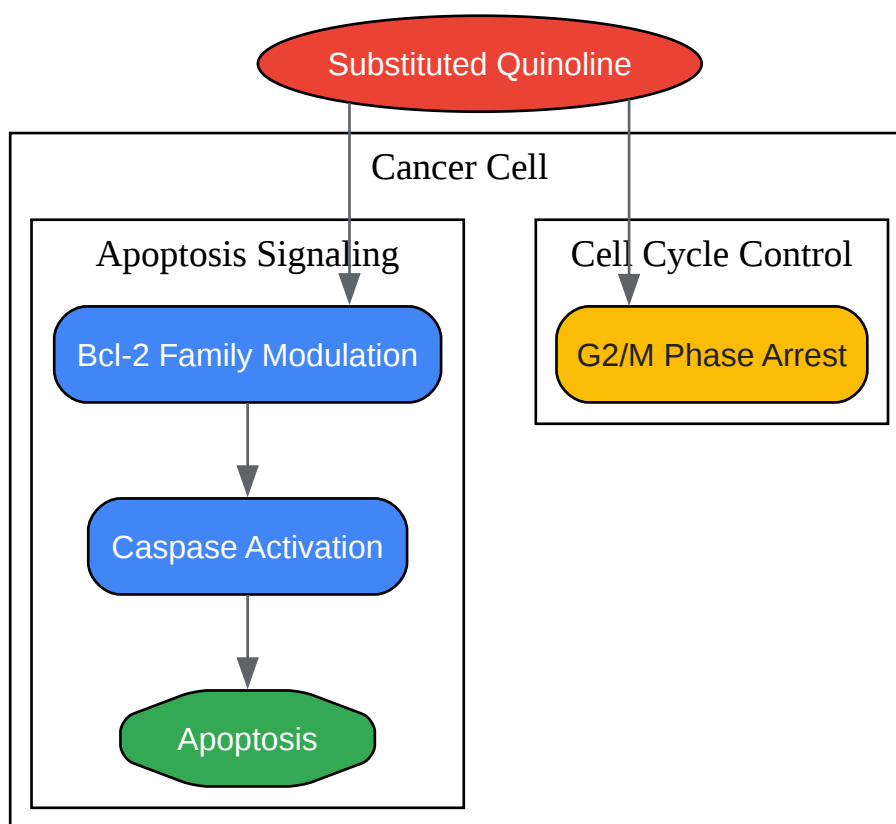 Substituted Quinoline
Cancer Cell
Apoptosis Signaling
Cell Cycle Control
Bcl-2 Family Modulation
G2/M Phase Arrest
Caspase Activation
Apoptosis